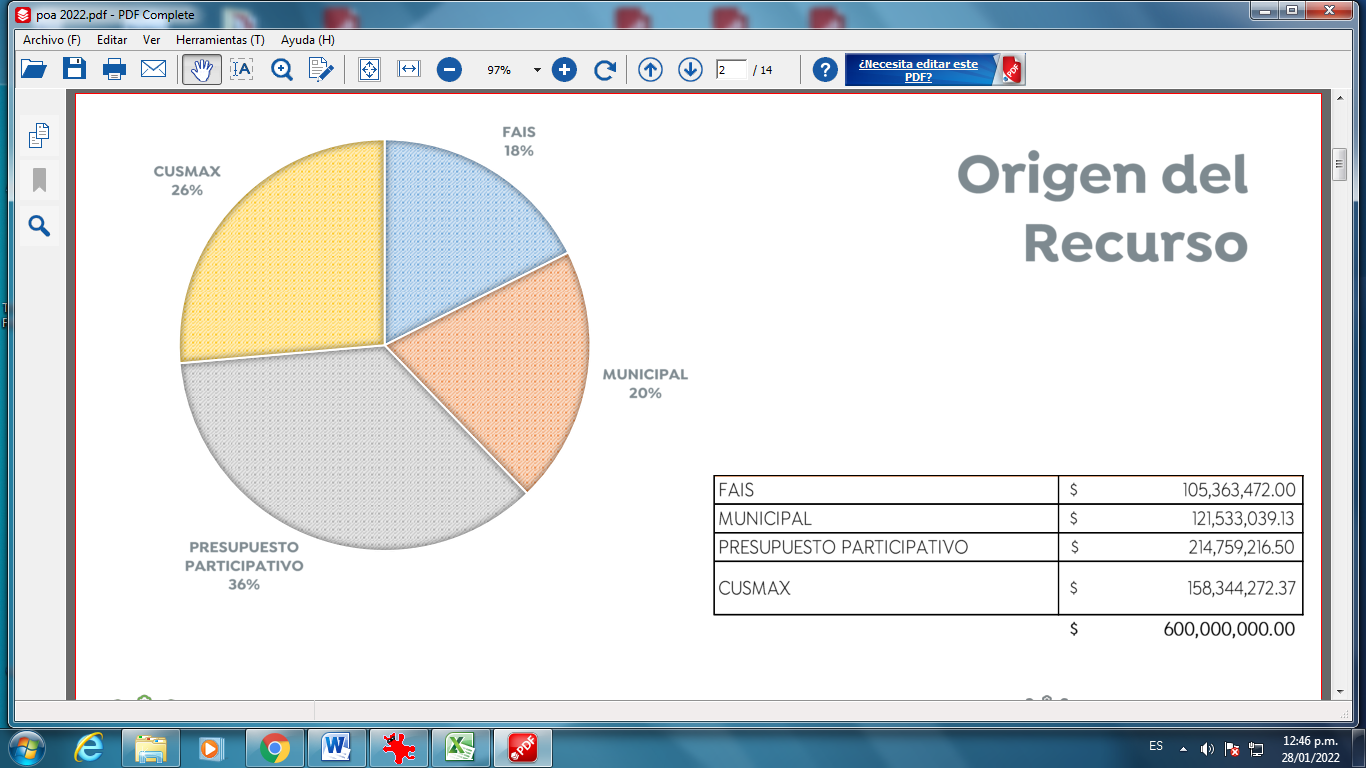 poa 2022.pdf - PDF Complete
Archivo (F) Editar Ver Herramientas (T) Ayuda (H)
97% 2 / 14 ¿Necesita editar este
PDF?
PDF
FAIS
18%
CUSMAX
26%
MUNICIPAL
20%
PRESUPUESTO
PARTICIPATIVO
36%
Origen del
Recurso
FAIS $ 105,363,472.00
MUNICIPAL $ 121,533,039.13
PRESUPUESTO PARTICIPATIVO $ 214,759,216.50
CUSMAX $ 158,344,272.37
$ 600,000,000.00
PDF
ES 12:46 p.m.
28/01/2022